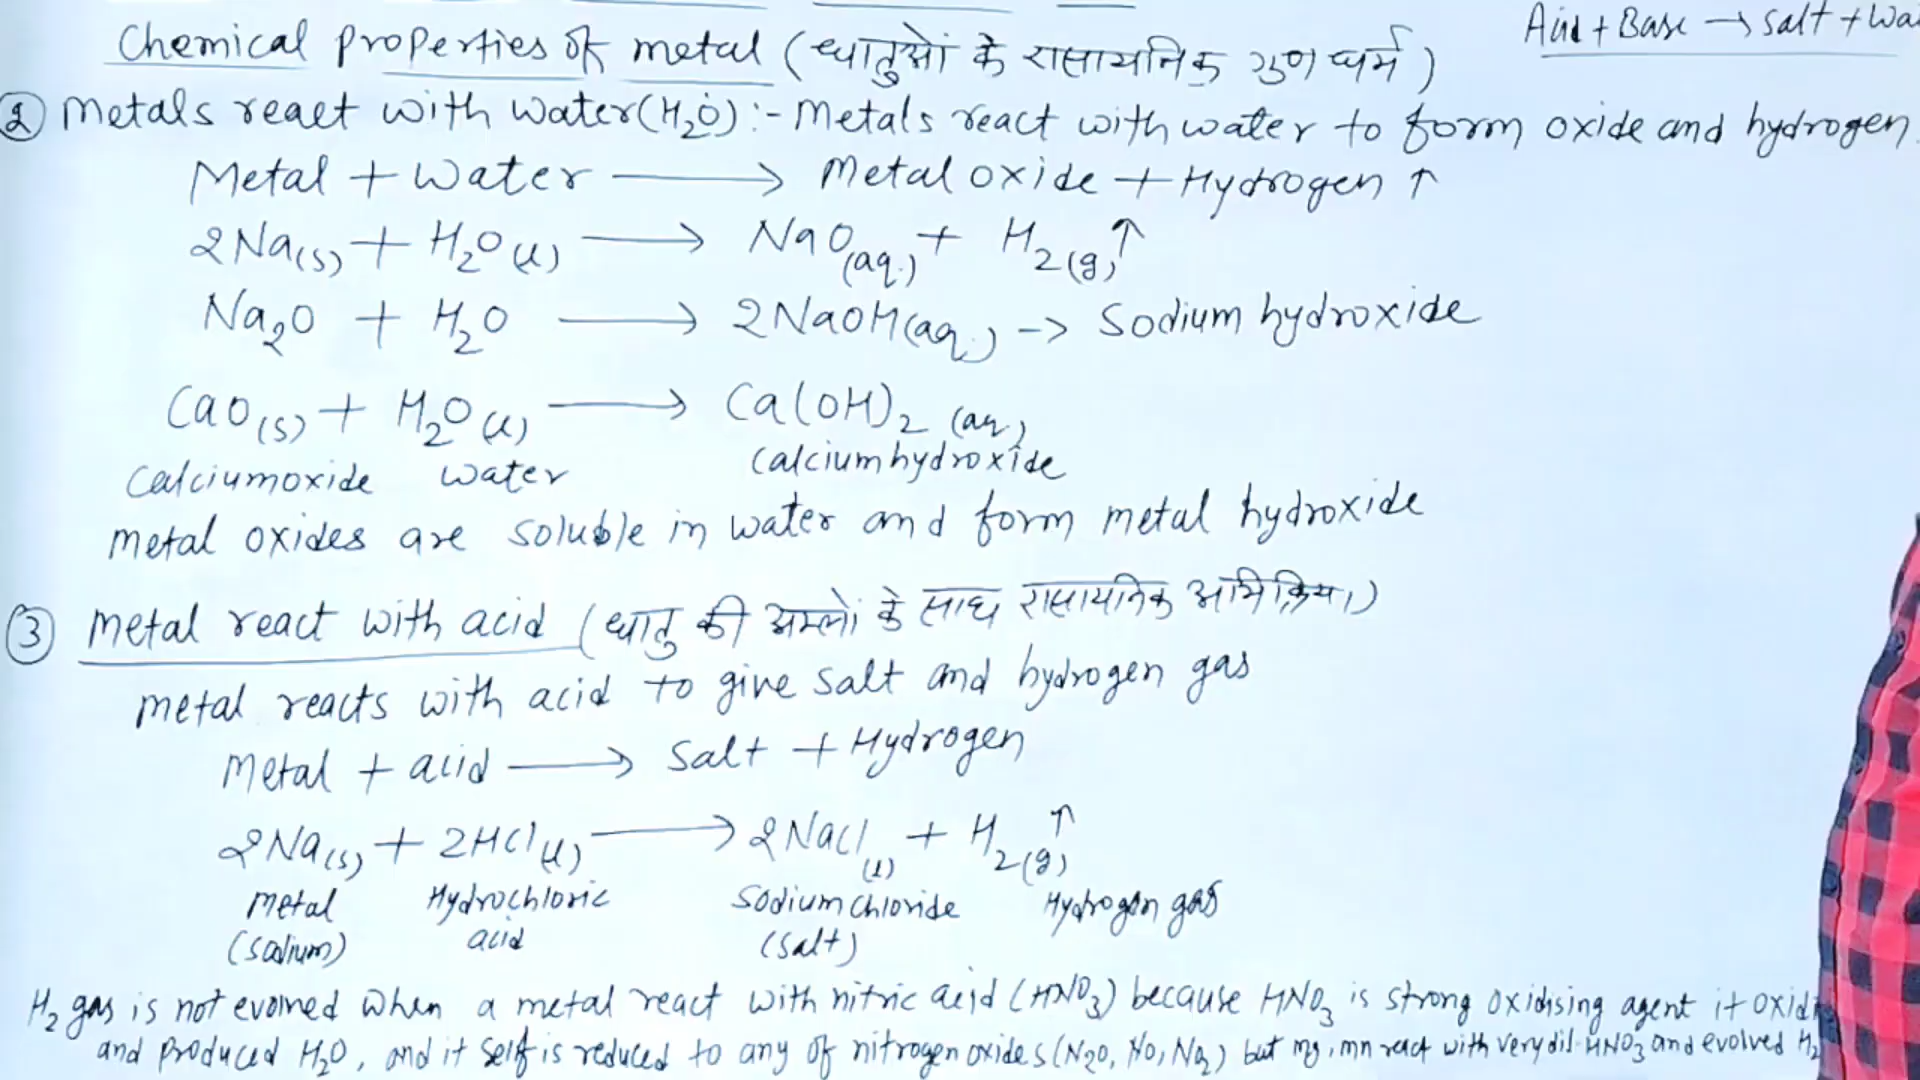 Acid + Base → Salt + Wa
Chemical properties of metal (धातुओं के रासायनिक गुण धर्म)
② Metals react with water(H₂O) :- Metals react with water to form oxide and hydrogen.
Metal + Water → Metal oxide + Hydrogen ↑
2Na(s) + H₂O(l) → NaO(aq.) + H₂(g)↑
Na₂O + H₂O → 2NaOH(aq.) -> Sodium hydroxide
CaO(s) + H₂O(l) → Ca(OH)₂ (aq)
Calciumoxide water Calciumhydroxide
metal oxides are soluble in water and form metal hydroxide
③ Metal react with acid (धातु की अम्लों के साथ रासायनिक अभिक्रिया)
metal reacts with acid to give salt and hydrogen gas
Metal + acid → Salt + Hydrogen
2Na(s) + 2HCl(l) → 2NaCl(l) + H₂(g)↑
metal Hydrochloric Sodiumchloride Hydrogen gas
(sodium) acid (salt)
H₂ gas is not evolned when a metal react with nitric acid (HNO₃) because HNO₃ is strong oxidising agent it oxidi
and produced H₂O, and it self is reduced to any of nitrogen oxides (N₂O, NO, NO₂) but mg, mn react with very dil. HNO₃ and evolved H₂